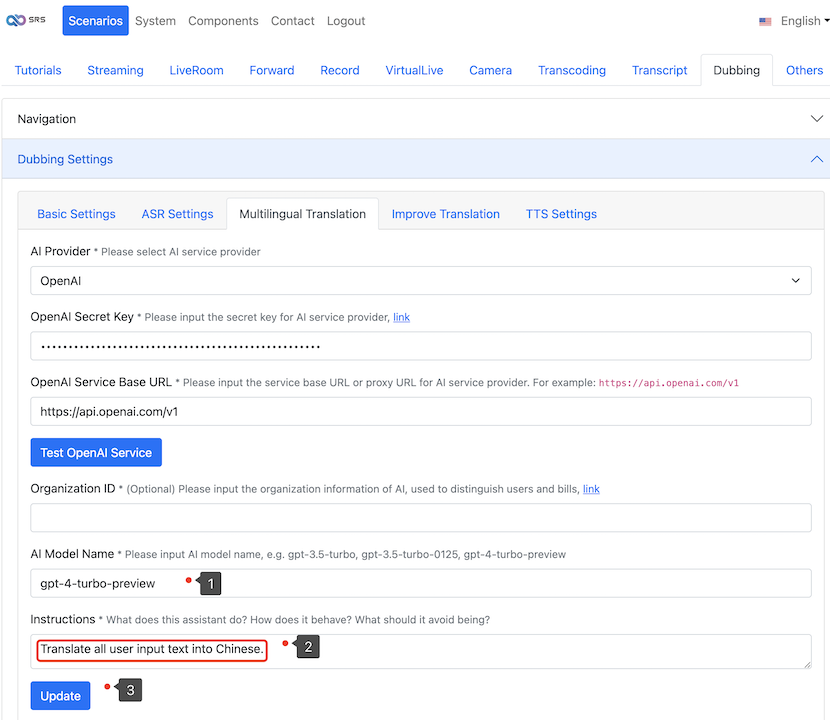 SRS Scenarios System Components Contact Logout English
Tutorials Streaming LiveRoom Forward Record VirtualLive Camera Transcoding Transcript Dubbing Others
Navigation
Dubbing Settings
Basic Settings ASR Settings Multilingual Translation Improve Translation TTS Settings
AI Provider * Please select AI service provider
OpenAI
OpenAI Secret Key * Please input the secret key for AI service provider, link
••••••••••••••••••••••••••••••••••••••••••••••••••• 
OpenAI Service Base URL * Please input the service base URL or proxy URL for AI service provider. For example: https://api.openai.com/v1
https://api.openai.com/v1
Test OpenAI Service
Organization ID * (Optional) Please input the organization information of AI, used to distinguish users and bills, link
AI Model Name * Please input AI model name, e.g. gpt-3.5-turbo, gpt-3.5-turbo-0125, gpt-4-turbo-preview
gpt-4-turbo-preview 1
Instructions * What does this assistant do? How does it behave? What should it avoid being?
Translate all user input text into Chinese. 2
Update 3